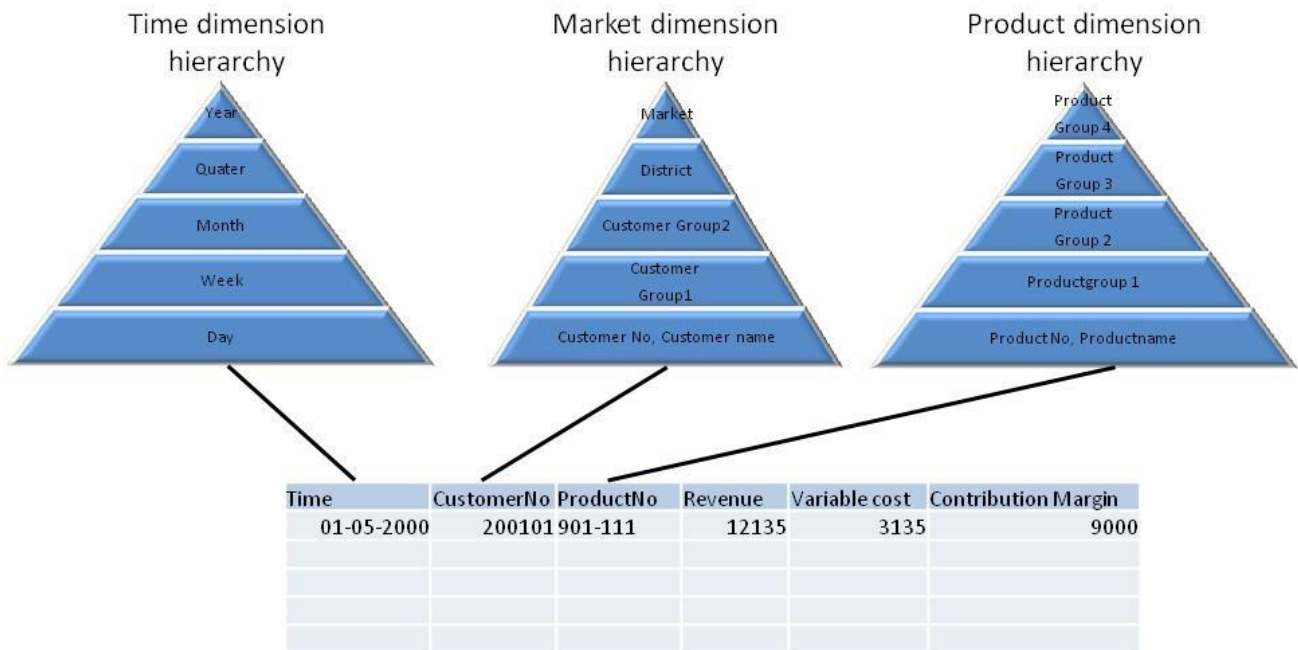 Time dimension
hierarchy
Year
Quater
Month
Week
Day
Market dimension
hierarchy
Market
District
Customer Group2
Customer
Group1
Customer No, Customer name
Product dimension
hierarchy
Product
Group 4
Product
Group 3
Product
Group 2
Productgroup 1
Product No, Productname
Time CustomerNo ProductNo Revenue Variable cost Contribution Margin
01-05-2000 200101 901-111 12135 3135 9000